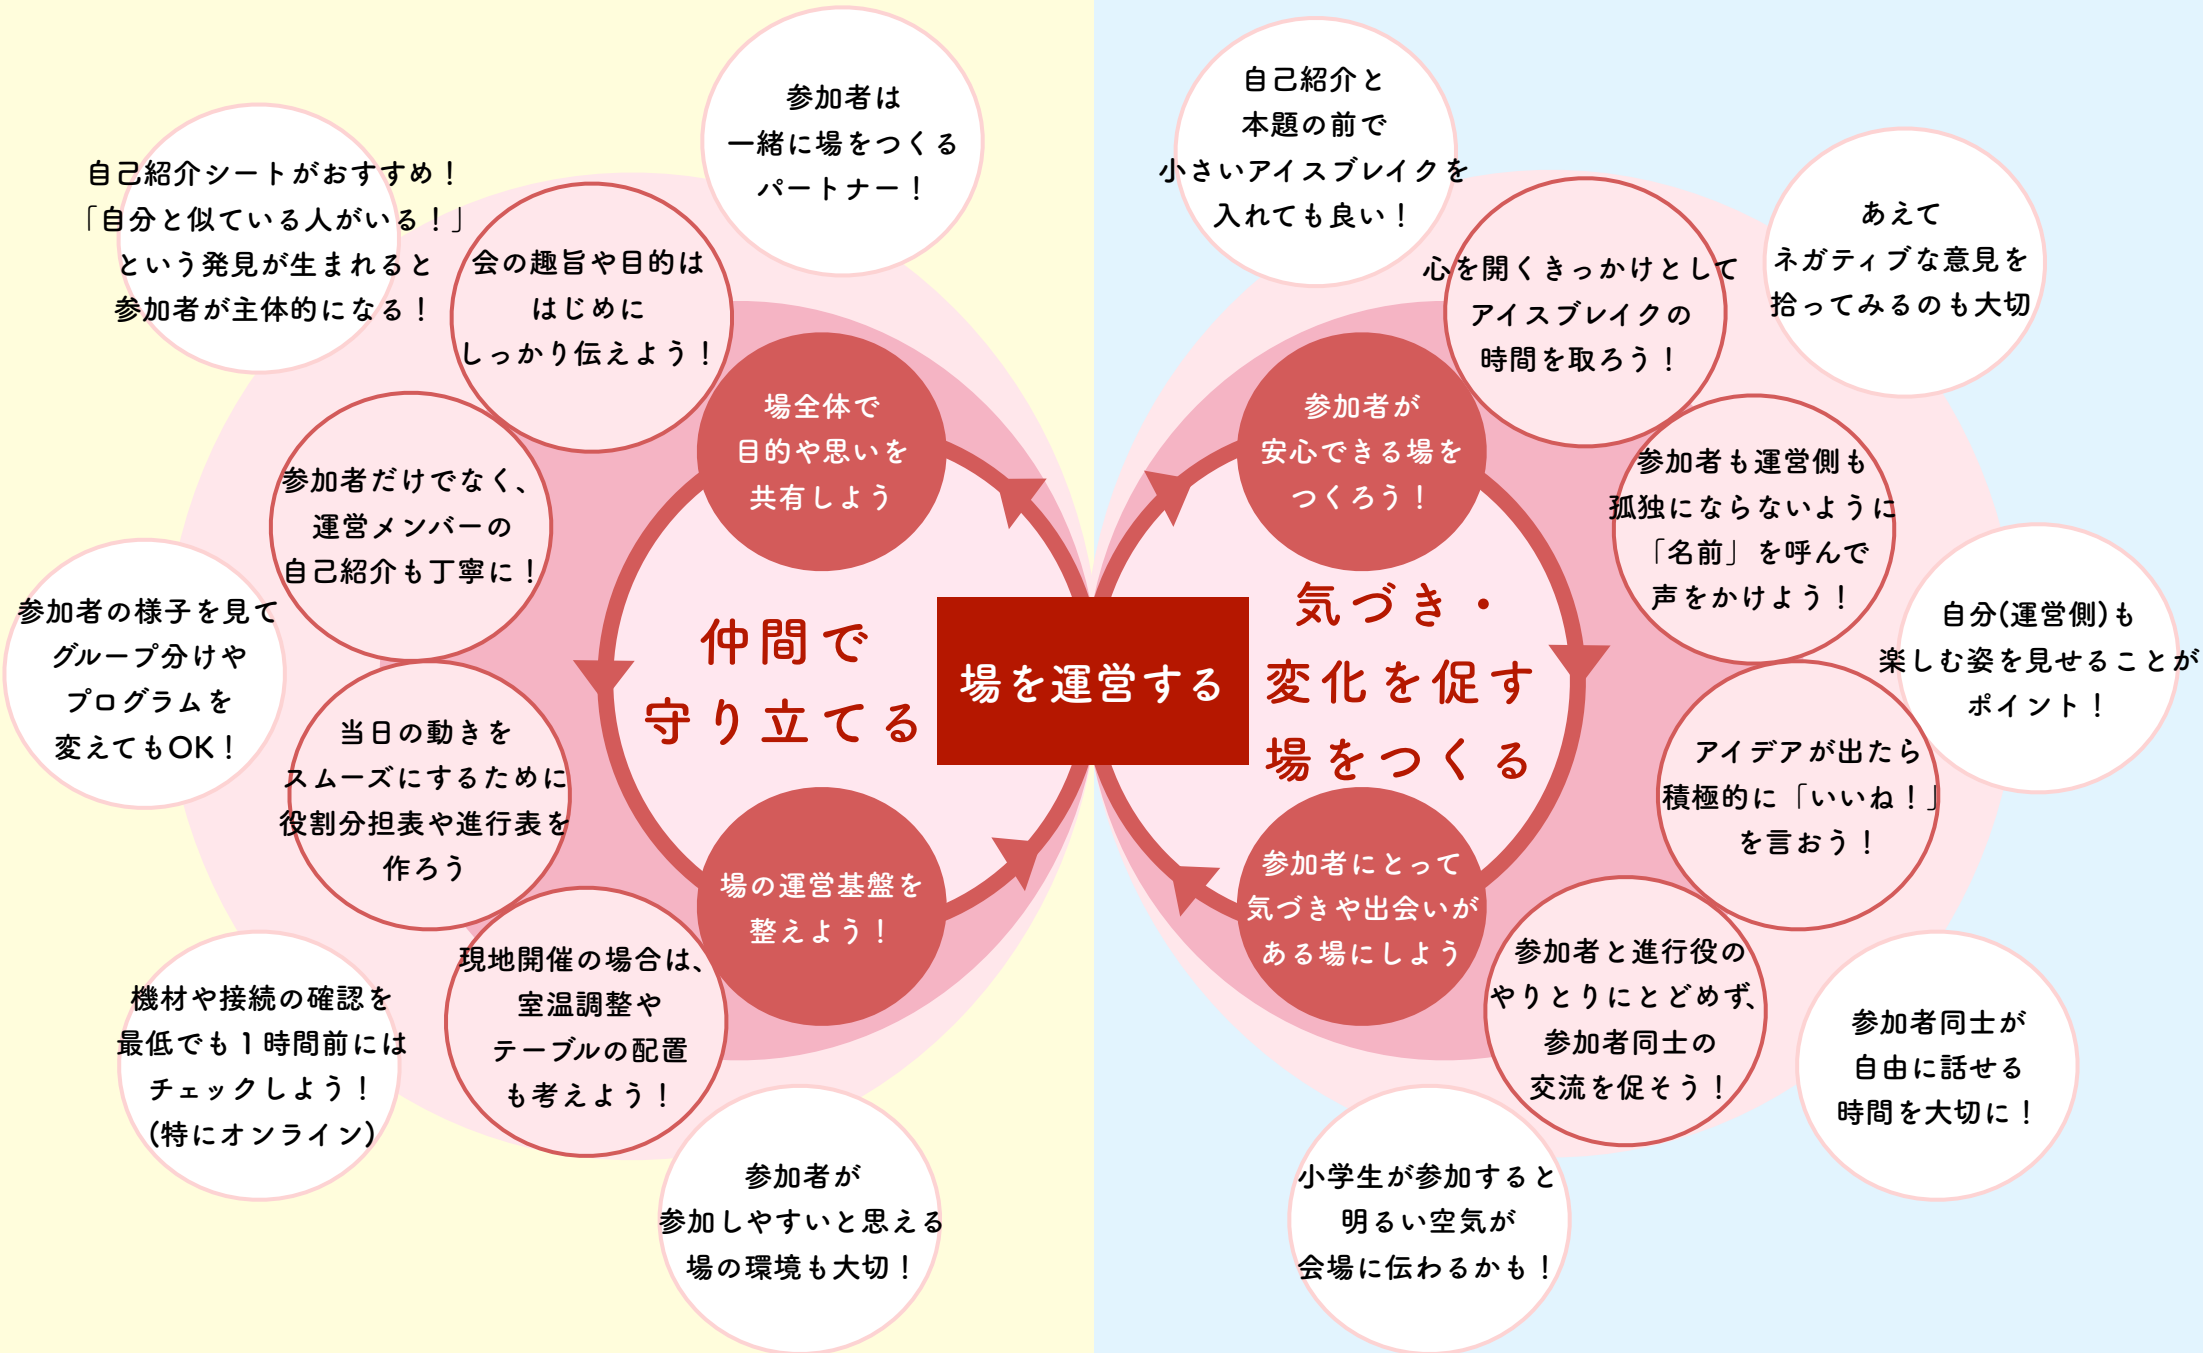 参加者は
一緒に場をつくる
パートナー！
自己紹介シートがおすすめ！
「自分と似ている人がいる！」
という発見が生まれると
参加者が主体的になる！
会の趣旨や目的は
はじめに
しっかり伝えよう！
場全体で
目的や思いを
共有しよう
参加者だけでなく、
運営メンバーの
自己紹介も丁寧に！
参加者の様子を見て
グループ分けや
プログラムを
変えてもOK！
仲間で
守り立てる
当日の動きを
スムーズにするために
役割分担表や進行表を
作ろう
場の運営基盤を
整えよう！
現地開催の場合は、
室温調整や
テーブルの配置
も考えよう！
機材や接続の確認を
最低でも１時間前には
チェックしよう！
(特にオンライン)
参加者が
参加しやすいと思える
場の環境も大切！
場を運営する
自己紹介と
本題の前で
小さいアイスブレイクを
入れても良い！
あえて
ネガティブな意見を
拾ってみるのも大切
心を開くきっかけとして
アイスブレイクの
時間を取ろう！
参加者が
安心できる場を
つくろう！
参加者も運営側も
孤独にならないように
「名前」を呼んで
声をかけよう！
気づき・
変化を促す
場をつくる
自分(運営側)も
楽しむ姿を見せることが
ポイント！
アイデアが出たら
積極的に「いいね！」
を言おう！
参加者にとって
気づきや出会いが
ある場にしよう
参加者と進行役の
やりとりにとどめず、
参加者同士の
交流を促そう！
参加者同士が
自由に話せる
時間を大切に！
小学生が参加すると
明るい空気が
会場に伝わるかも！